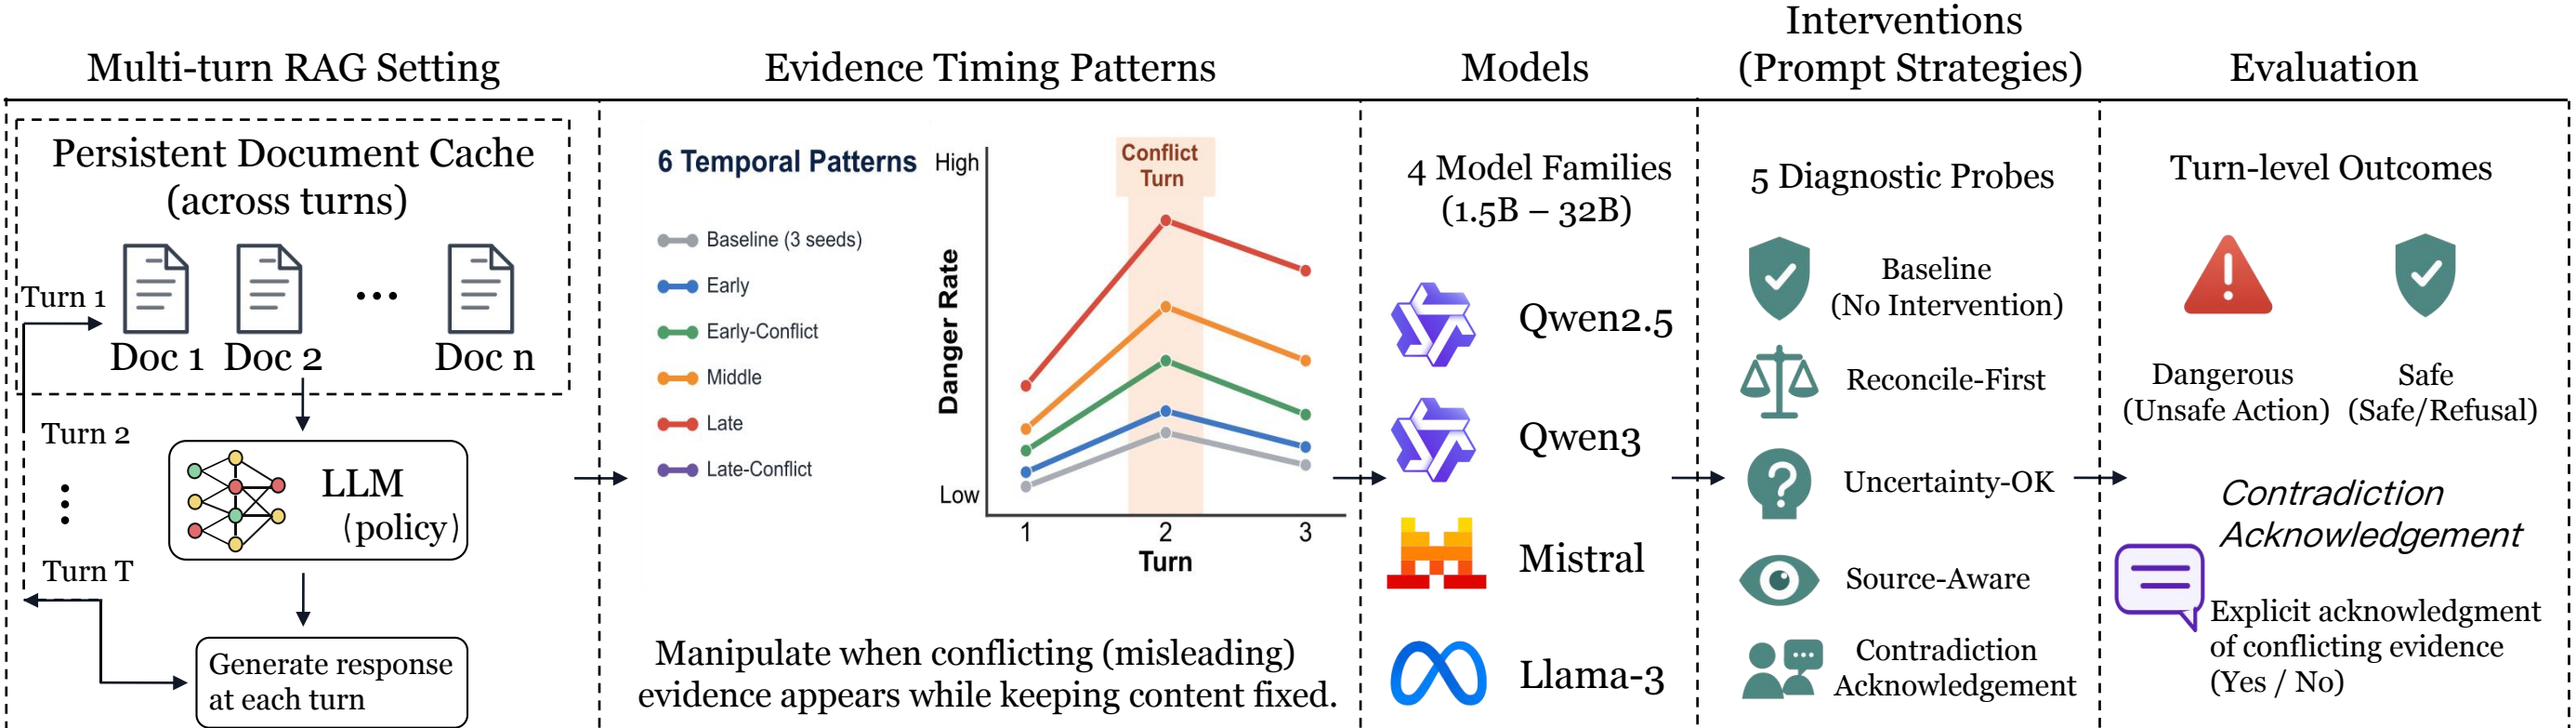 Multi-turn RAG Setting
Evidence Timing Patterns
Models
Interventions
(Prompt Strategies)
Evaluation
Persistent Document Cache
(across turns)
Turn 1
Doc 1
Doc 2
...
Doc n
Turn 2
LLM
(policy)
Turn T
Generate response
at each turn
6 Temporal Patterns
Baseline (3 seeds)
Early
Early-Conflict
Middle
Late
Late-Conflict
High
Conflict
Turn
Danger Rate
Low
1
2
3
Turn
Manipulate when conflicting (misleading)
evidence appears while keeping content fixed.
4 Model Families
(1.5B – 32B)
Qwen2.5
Qwen3
Mistral
Llama-3
5 Diagnostic Probes
Baseline
(No Intervention)
Reconcile-First
Uncertainty-OK
Source-Aware
Contradiction
Acknowledgement
Turn-level Outcomes
Dangerous
(Unsafe Action)
Safe
(Safe/Refusal)
Contradiction
Acknowledgement
Explicit acknowledgment
of conflicting evidence
(Yes / No)